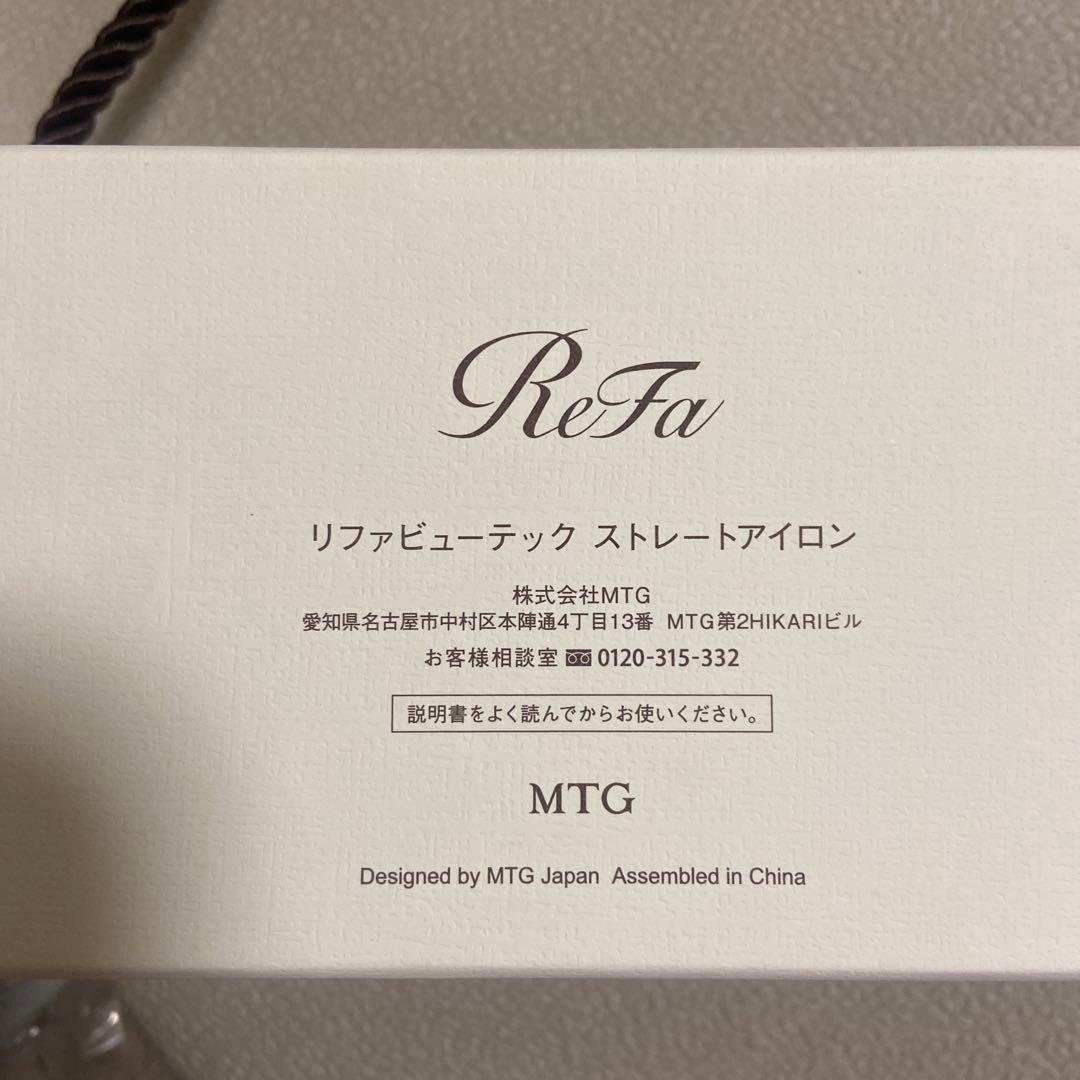 ReFa
リファビューテック ストレートアイロン
株式会社MTG
愛知県名古屋市中村区本陣通4丁目13番 MTG第2HIKARIビル
お客様相談室 0120-315-332
説明書をよく読んでからお使いください。
MTG
Designed by MTG Japan Assembled in China